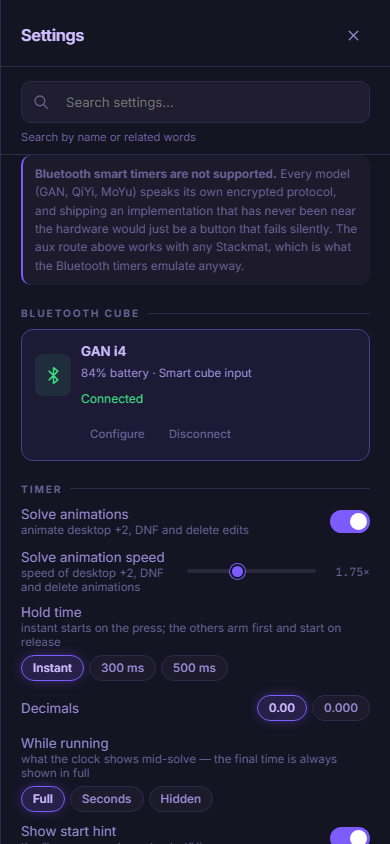 Settings
Search settings...
Search by name or related words
Bluetooth smart timers are not supported. Every model
(GAN, QiYi, MoYu) speaks its own encrypted protocol,
and shipping an implementation that has never been near
the hardware would just be a button that fails silently. The
aux route above works with any Stackmat, which is what
the Bluetooth timers emulate anyway.
BLUETOOTH CUBE
GAN i4
84% battery · Smart cube input
Connected
Configure Disconnect
TIMER
Solve animations
animate desktop +2, DNF and delete edits
Solve animation speed
speed of desktop +2, DNF
and delete animations
1.75×
Hold time
instant starts on the press; the others arm first and start on
release
Instant 300 ms 500 ms
Decimals 0.00 0.000
While running
what the clock shows mid-solve — the final time is always
shown in full
Full Seconds Hidden
Show start hint